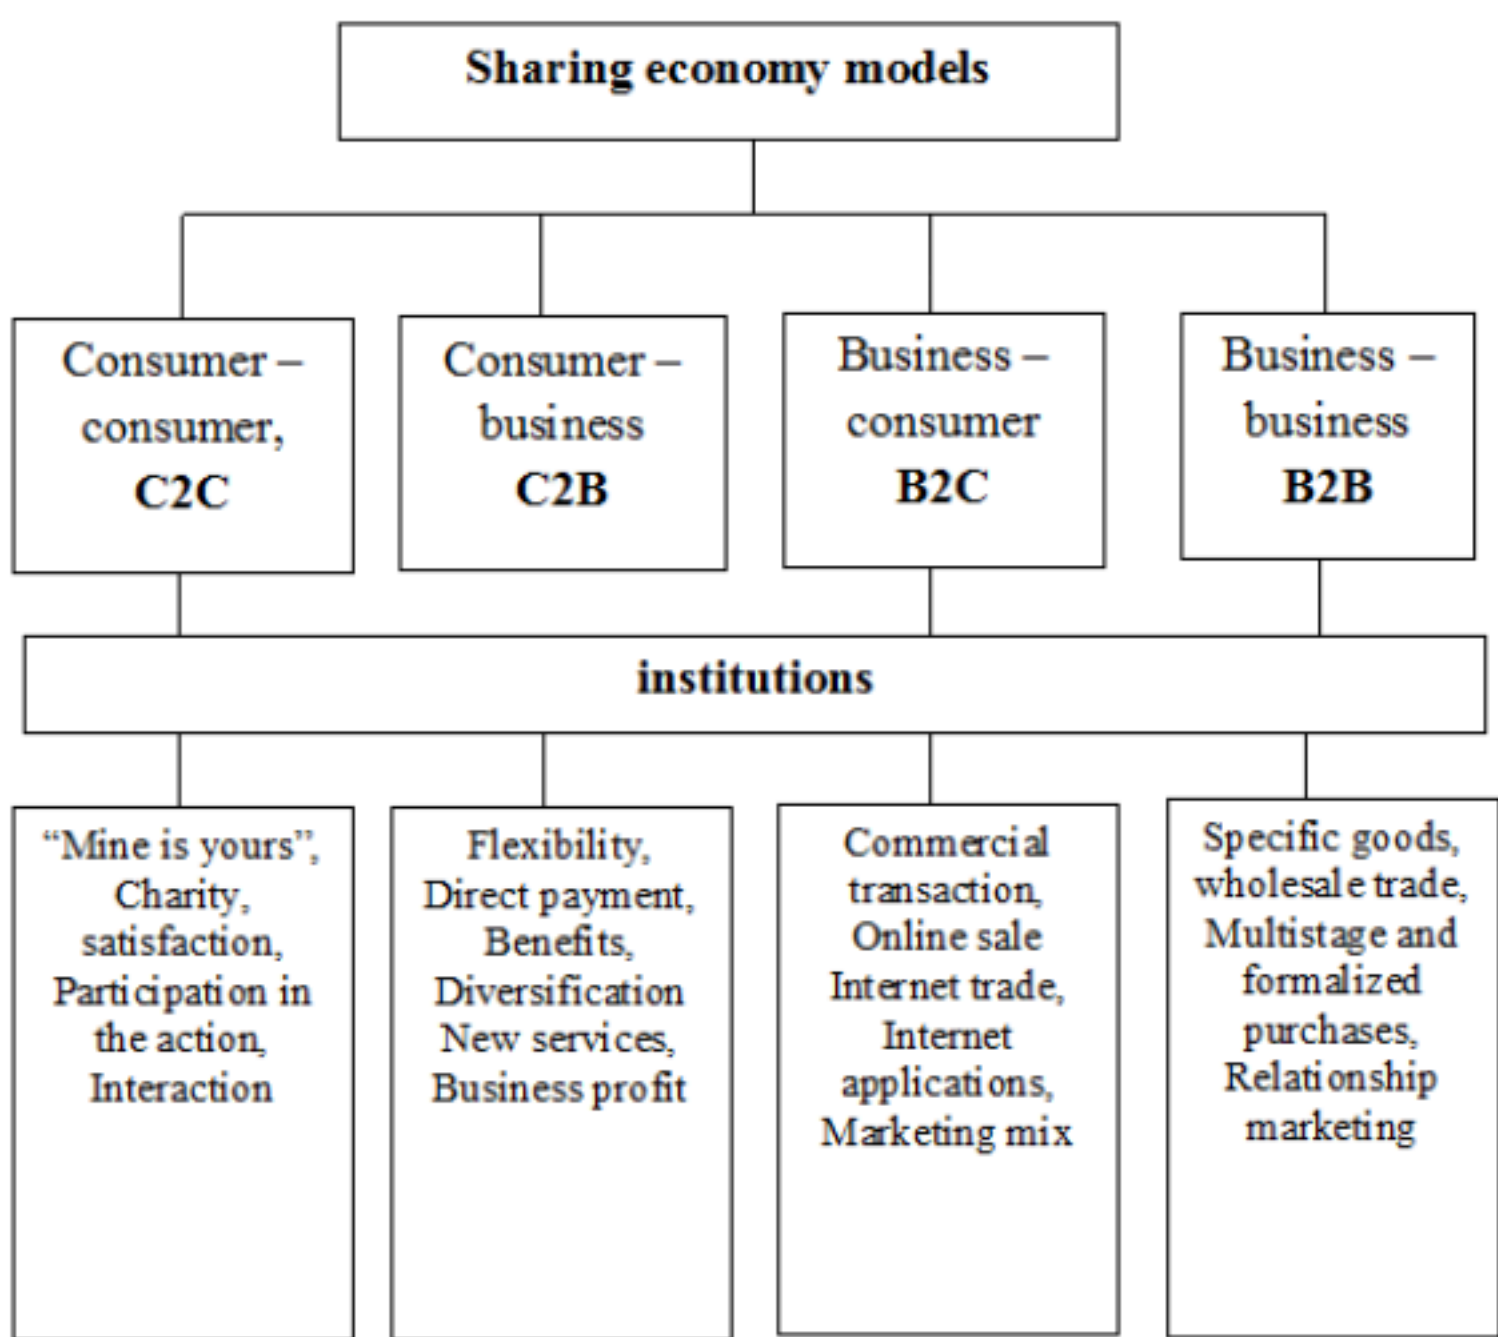 Sharing economy models
Consumer –
consumer,
C2C
Consumer –
business
C2B
Business –
consumer
B2C
Business –
business
B2B
institutions
“Mine is yours”,
Charity,
satisfaction,
Participation in
the action,
Interaction
Flexibility,
Direct payment,
Benefits,
Diversification
New services,
Business profit
Commercial
transaction,
Online sale
Internet trade,
Internet
applications,
Marketing mix
Specific goods,
wholesale trade,
Multistage and
formalized
purchases,
Relationship
marketing